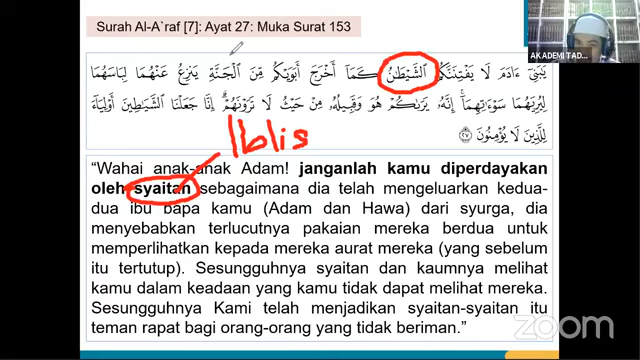 Surah Al-A`raf [7]: Ayat 27: Muka Surat 153
AKADEMI TAD...
يَٰبَنِىٓ ءَادَمَ لَا يَفْتِنَنَّكُمُ ٱلشَّيْطَٰنُ كَمَآ أَخْرَجَ أَبَوَيْكُم مِّنَ ٱلْجَنَّةِ يَنزِعُ عَنْهُمَا لِبَاسَهُمَا
لِيُرِيَهُمَا سَوْءَٰتِهِمَآ إِنَّهُۥ يَرَىٰكُمْ هُوَ وَقَبِيلُهُۥ مِنْ حَيْثُ لَا تَرَوْنَهُمْ إِنَّا جَعَلْنَا ٱلشَّيَٰطِينَ أَوْلِيَآءَ
لِلَّذِينَ لَا يُؤْمِنُونَ ٢٧
Iblis
“Wahai anak-anak Adam! janganlah kamu diperdayakan
oleh syaitan sebagaimana dia telah mengeluarkan kedua-
dua ibu bapa kamu (Adam dan Hawa) dari syurga, dia
menyebabkan terlucutnya pakaian mereka berdua untuk
memperlihatkan kepada mereka aurat mereka (yang sebelum
itu tertutup). Sesungguhnya syaitan dan kaumnya melihat
kamu dalam keadaan yang kamu tidak dapat melihat mereka.
Sesungguhnya Kami telah menjadikan syaitan-syaitan itu
teman rapat bagi orang-orang yang tidak beriman.”
zoom